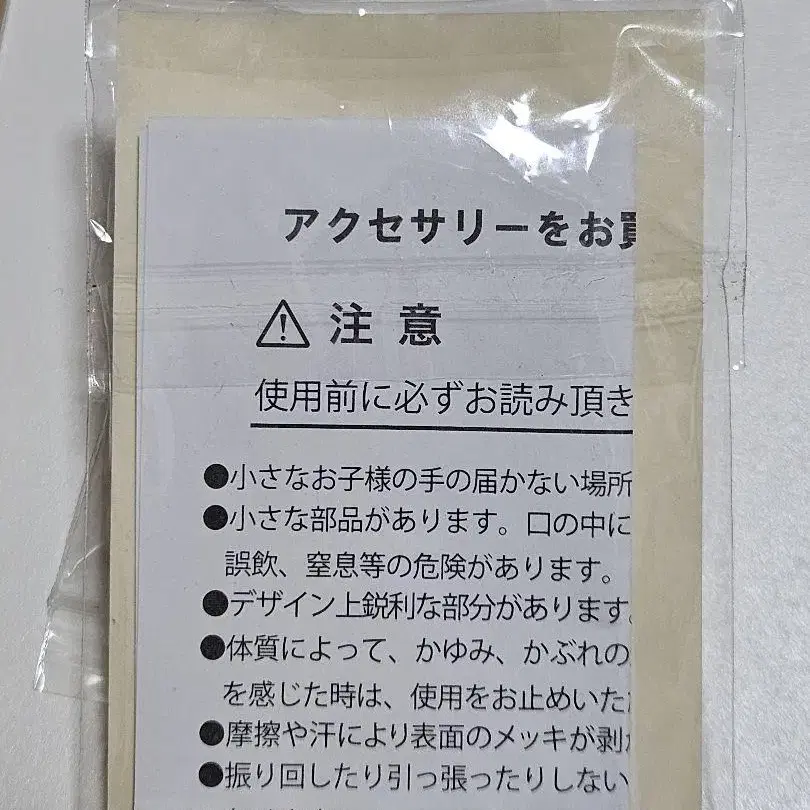 アクセサリーをお買
⚠注意
使用前に必ずお読み頂き
●小さなお子様の手の届かない場所
●小さな部品があります。口の中に
誤飲、窒息等の危険があります。
●デザイン上鋭利な部分があります。
●体質によって、かゆみ、かぶれの
を感じた時は、使用をお止めいた
●摩擦や汗により表面のメッキが剥
●振り回したり引っ張ったりしない